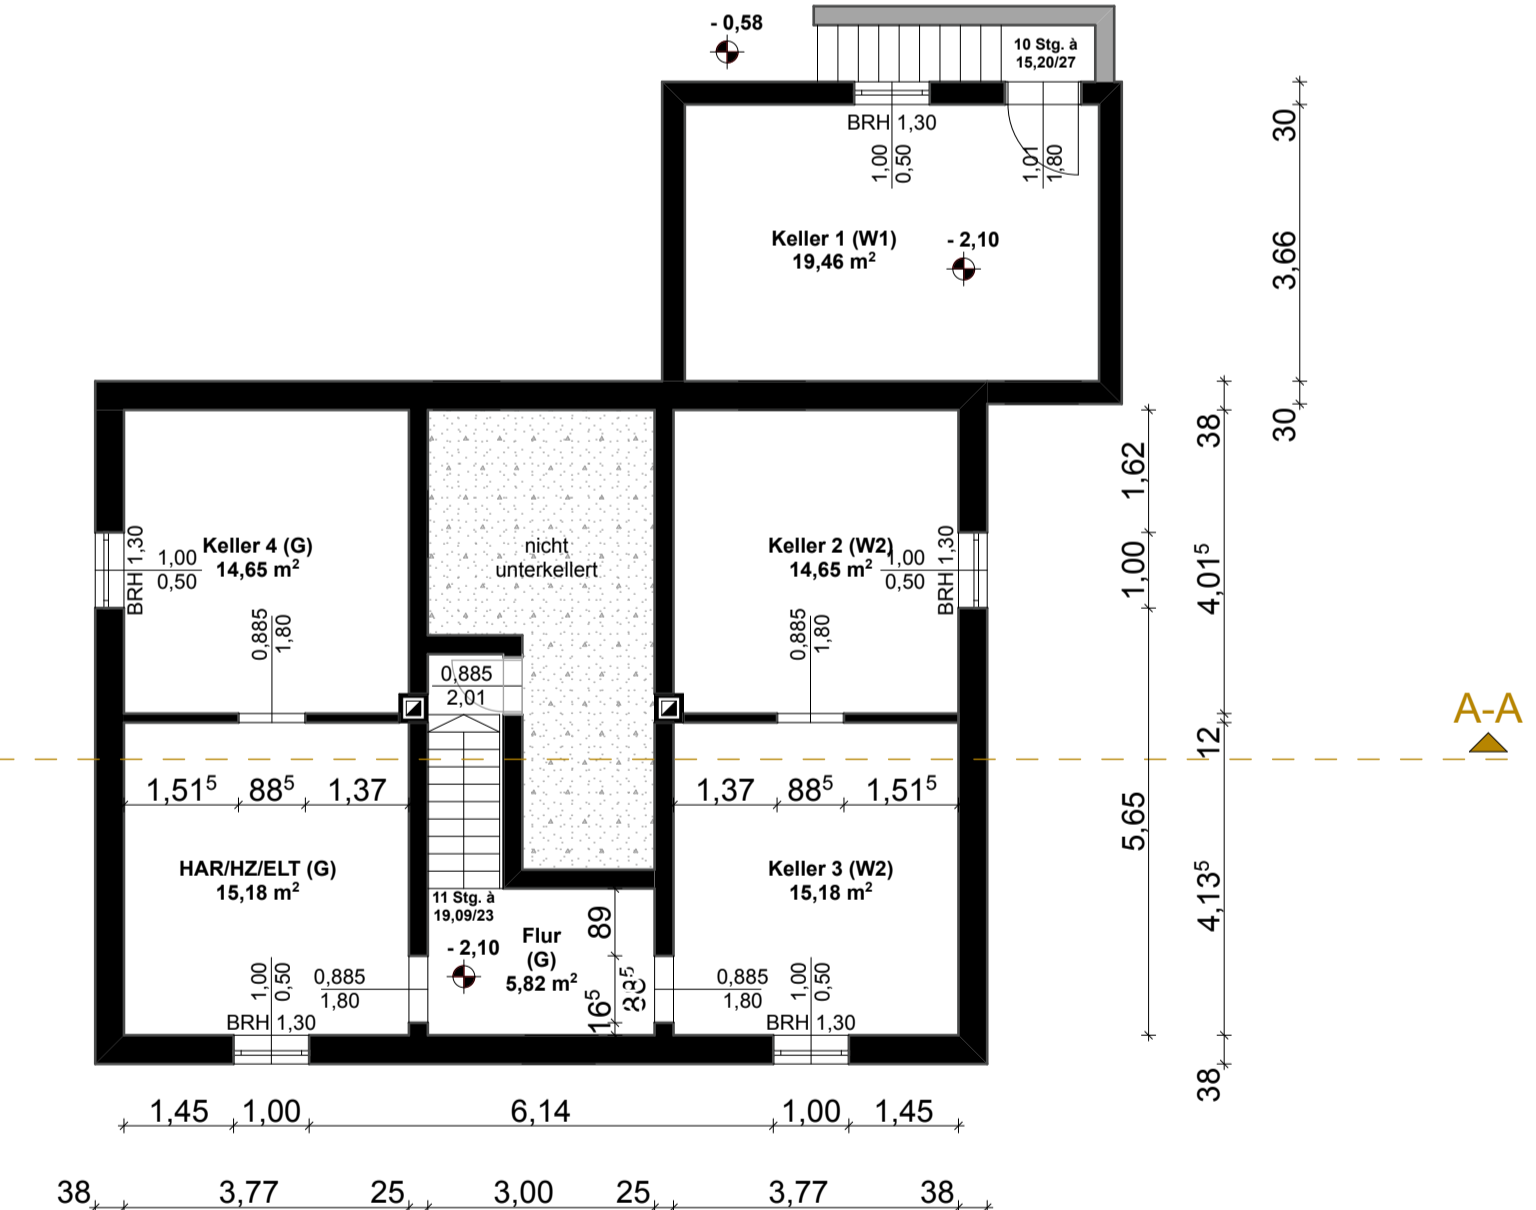 - 0,58
10 Stg. à
15,20/27
BRH 1,30
1,00
0,50
1,01
1,80
30
Keller 1 (W1)
19,46 m²
- 2,10
3,66
30
38
1,62
BRH 1,30
Keller 4 (G)
14,65 m²
1,00
0,50
nicht
unterkellert
Keller 2 (W2)
14,65 m²
1,00
0,50
BRH 1,30
1,00
4,01⁵
0,885
1,80
0,885
2,01
0,885
1,80
A-A
12
1,51⁵
88⁵
1,37
1,37
88⁵
1,51⁵
5,65
HAR/HZ/ELT (G)
15,18 m²
Keller 3 (W2)
15,18 m²
4,13⁵
11 Stg. à
19,09/23
89
- 2,10
Flur
(G)
5,82 m²
1,00
0,50
0,885
1,80
16⁵
88⁵
0,885
1,80
1,00
0,50
BRH 1,30
BRH 1,30
38
1,45
1,00
6,14
1,00
1,45
38
3,77
25
3,00
25
3,77
38